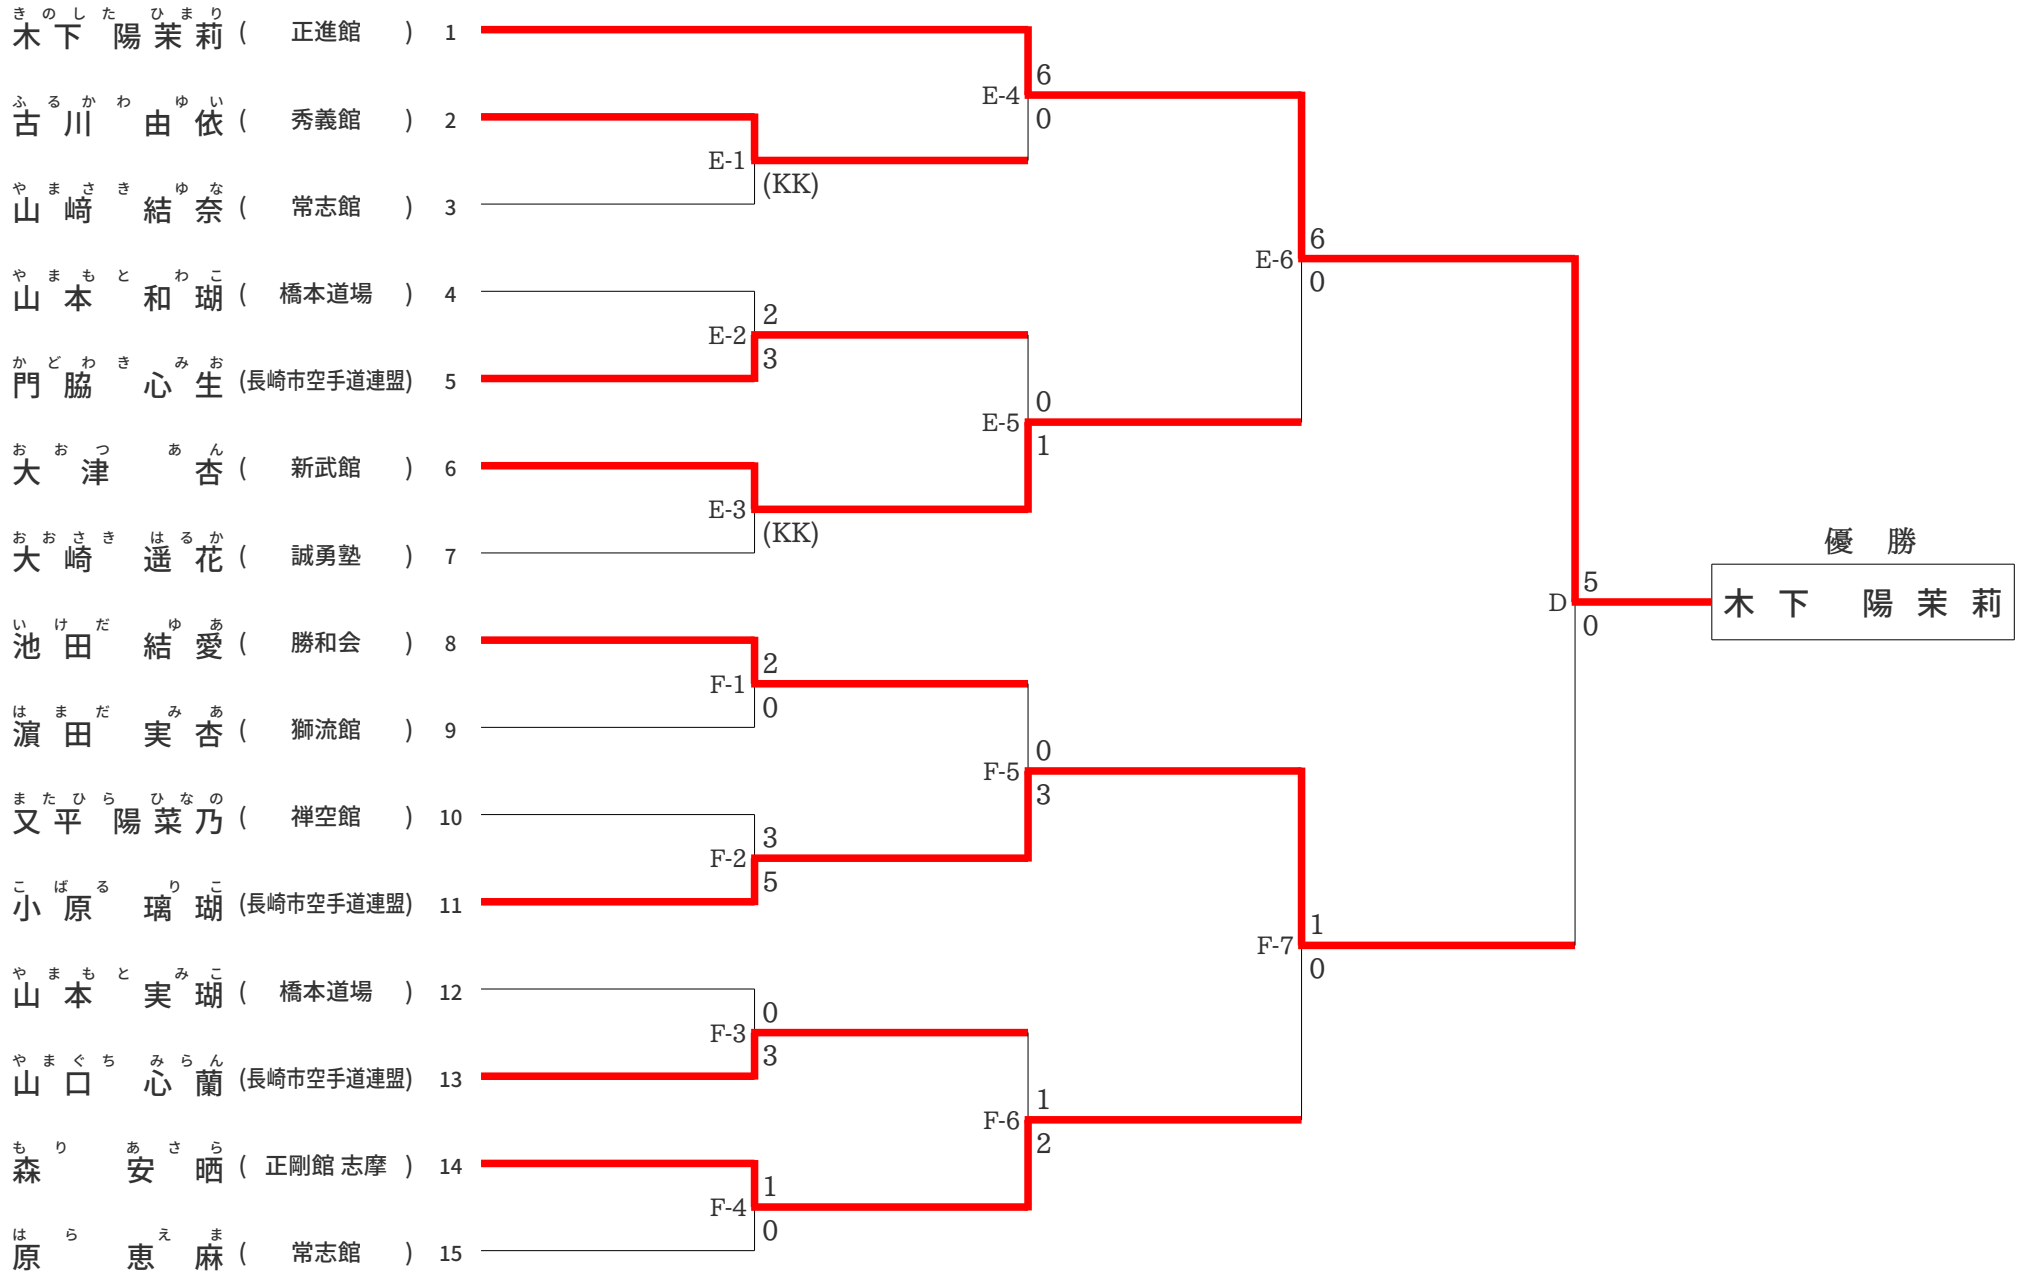 きのした ひまり
木下 陽茉莉 ( 正進館 ) 1
ふるかわ ゆい
古川 由依 ( 秀義館 ) 2
やまさき ゆな
山﨑 結奈 ( 常志館 ) 3
やまもと わこ
山本 和瑚 ( 橋本道場 ) 4
かどわき みお
門脇 心生 (長崎市空手道連盟) 5
おおつ あん
大津 杏 ( 新武館 ) 6
おおさき はるか
大崎 遥花 ( 誠勇塾 ) 7
いけだ ゆあ
池田 結愛 ( 勝和会 ) 8
はまだ みあ
濵田 実杏 ( 獅流館 ) 9
またひら ひなの
又平 陽菜乃 ( 禅空館 ) 10
こばる りこ
小原 璃瑚 (長崎市空手道連盟) 11
やまもと みこ
山本 実瑚 ( 橋本道場 ) 12
やまぐち みらん
山口 心蘭 (長崎市空手道連盟) 13
もり あさら
森 安晒 ( 正剛館 志摩 ) 14
はら えま
原 恵麻 ( 常志館 ) 15
E-1
(KK)
2
E-2
3
E-3
(KK)
2
F-1
0
3
F-2
5
0
F-3
3
1
F-4
0
6
E-4
0
0
E-5
1
0
F-5
3
1
F-6
2
6
E-6
0
1
F-7
0
5
D
0
優 勝
木下 陽茉莉